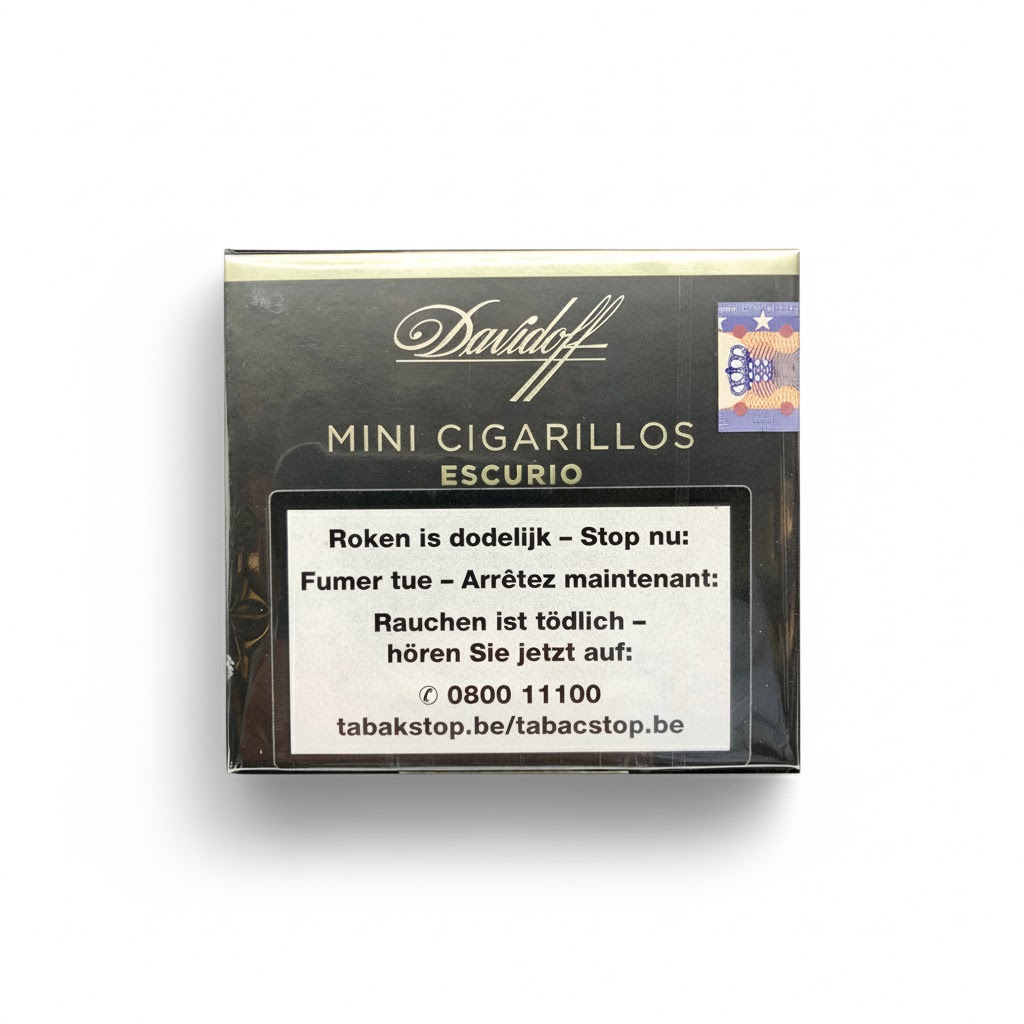 Davidoff
MINI CIGARILLOS
ESCURIO
Roken is dodelijk – Stop nu:
Fumer tue – Arrêtez maintenant:
Rauchen ist tödlich –
hören Sie jetzt auf:
✆ 0800 11100
tabakstop.be/tabacstop.be